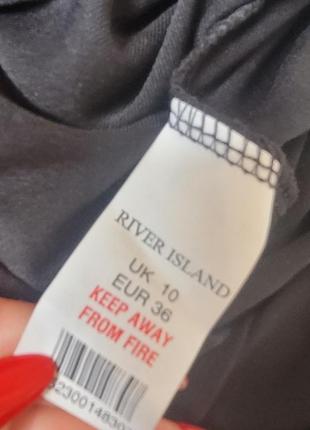 RIVER ISLAND
UK 10
EUR 36
KEEP AWAY
FROM FIRE